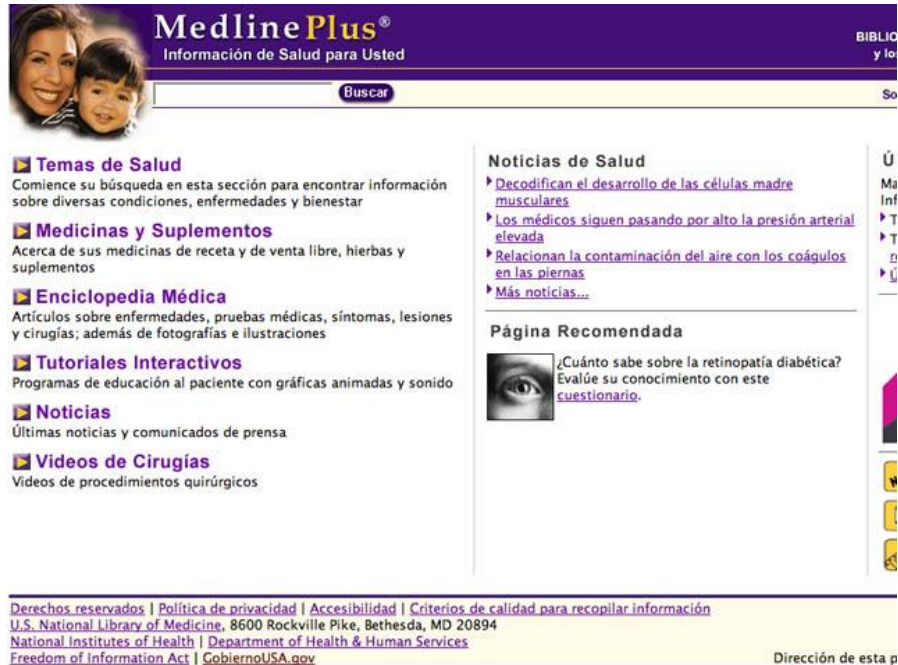 MedlinePlus®
Información de Salud para Usted
BIBLIO
y los
Buscar
So
Temas de Salud
Comience su búsqueda en esta sección para encontrar información
sobre diversas condiciones, enfermedades y bienestar
Medicinas y Suplementos
Acerca de sus medicinas de receta y de venta libre, hierbas y
suplementos
Enciclopedia Médica
Artículos sobre enfermedades, pruebas médicas, síntomas, lesiones
y cirugías; además de fotografías e ilustraciones
Tutoriales Interactivos
Programas de educación al paciente con gráficas animadas y sonido
Noticias
Últimas noticias y comunicados de prensa
Videos de Cirugías
Videos de procedimientos quirúrgicos
Noticias de Salud
Decodifican el desarrollo de las células madre
musculares
Los médicos siguen pasando por alto la presión arterial
elevada
Relacionan la contaminación del aire con los coágulos
en las piernas
Más noticias...
Página Recomendada
¿Cuánto sabe sobre la retinopatía diabética?
Evalúe su conocimiento con este
cuestionario.
Ú
Ma
Inf
T
T
Derechos reservados | Política de privacidad | Accesibilidad | Criterios de calidad para recopilar información
U.S. National Library of Medicine, 8600 Rockville Pike, Bethesda, MD 20894
National Institutes of Health | Department of Health & Human Services
Freedom of Information Act | GobiernoUSA.gov
Dirección de esta p